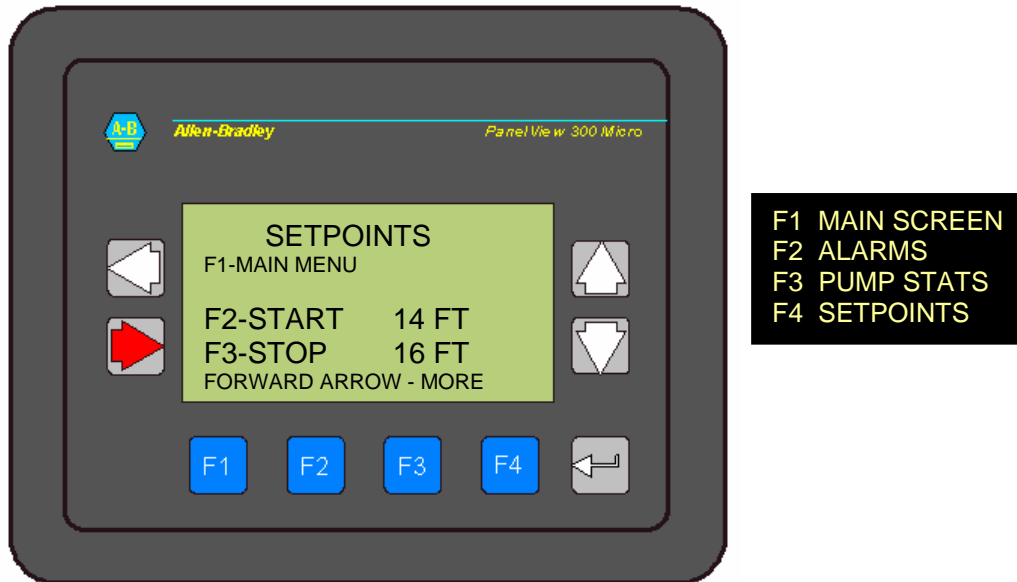 A-B
Allen-Bradley PanelView 300 Micro
SETPOINTS
F1-MAIN MENU
F2-START 14 FT
F3-STOP 16 FT
FORWARD ARROW - MORE
F1 F2 F3 F4
F1 MAIN SCREEN
F2 ALARMS
F3 PUMP STATS
F4 SETPOINTS